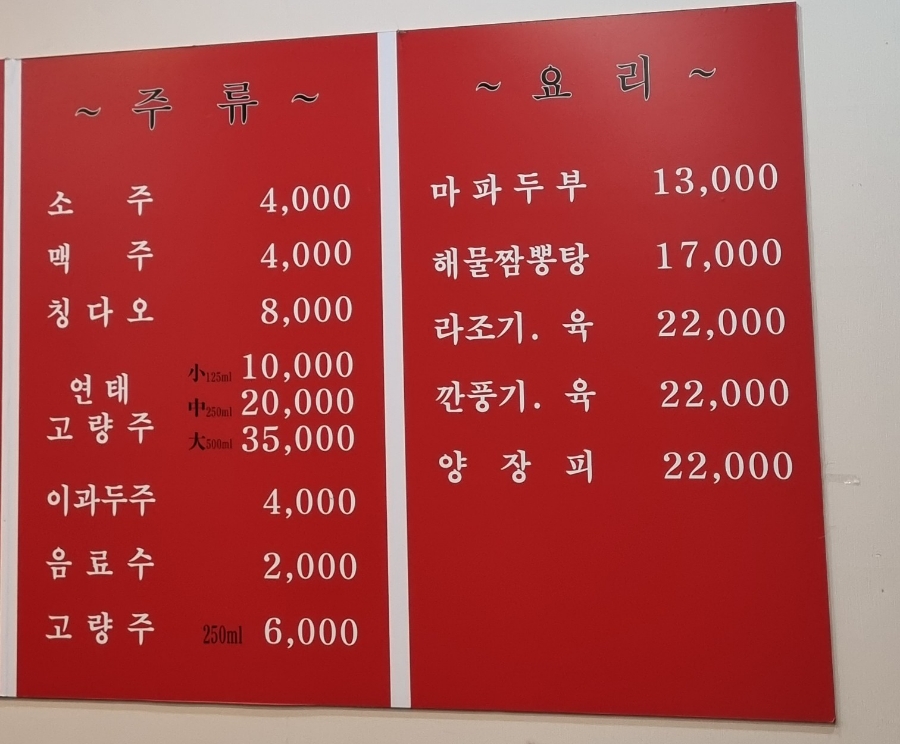 ~ 주 류 ~
소 주 4,000
맥 주 4,000
칭다오 8,000
연태 고량주 小125ml 10,000
中250ml 20,000
大500ml 35,000
이과두주 4,000
음료수 2,000
고량주 250ml 6,000
~ 요 리 ~
마파두부 13,000
해물짬뽕탕 17,000
라조기. 육 22,000
깐풍기. 육 22,000
양 장 피 22,000